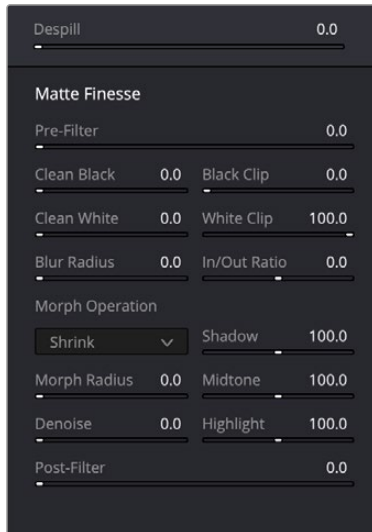 Despill 0.0
Matte Finesse
Pre-Filter 0.0
Clean Black 0.0 Black Clip 0.0
Clean White 0.0 White Clip 100.0
Blur Radius 0.0 In/Out Ratio 0.0
Morph Operation
Shrink Shadow 100.0
Morph Radius 0.0 Midtone 100.0
Denoise 0.0 Highlight 100.0
Post-Filter 0.0